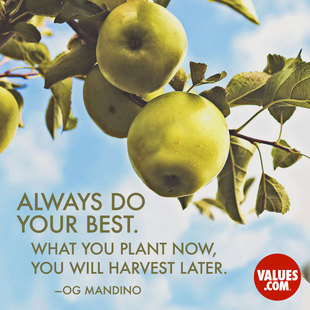 ALWAYS DO
YOUR BEST.
WHAT YOU PLANT NOW,
YOU WILL HARVEST LATER.
—OG MANDINO
VALUES
.COM®